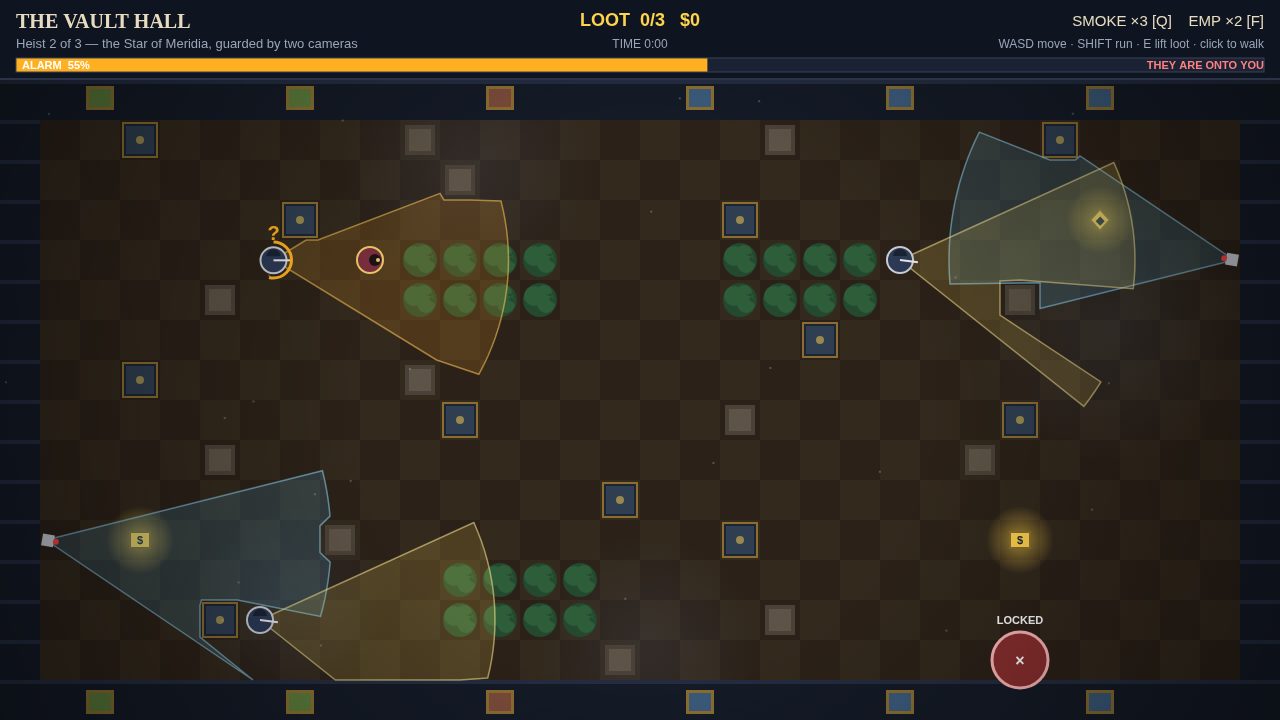 THE VAULT HALL
LOOT 0/3 $0
SMOKE ×3 [Q] EMP ×2 [F]
Heist 2 of 3 — the Star of Meridia, guarded by two cameras
TIME 0:00
WASD move · SHIFT run · E lift loot · click to walk
ALARM 55%
THEY ARE ONTO YOU
?
$
$
LOCKED
×